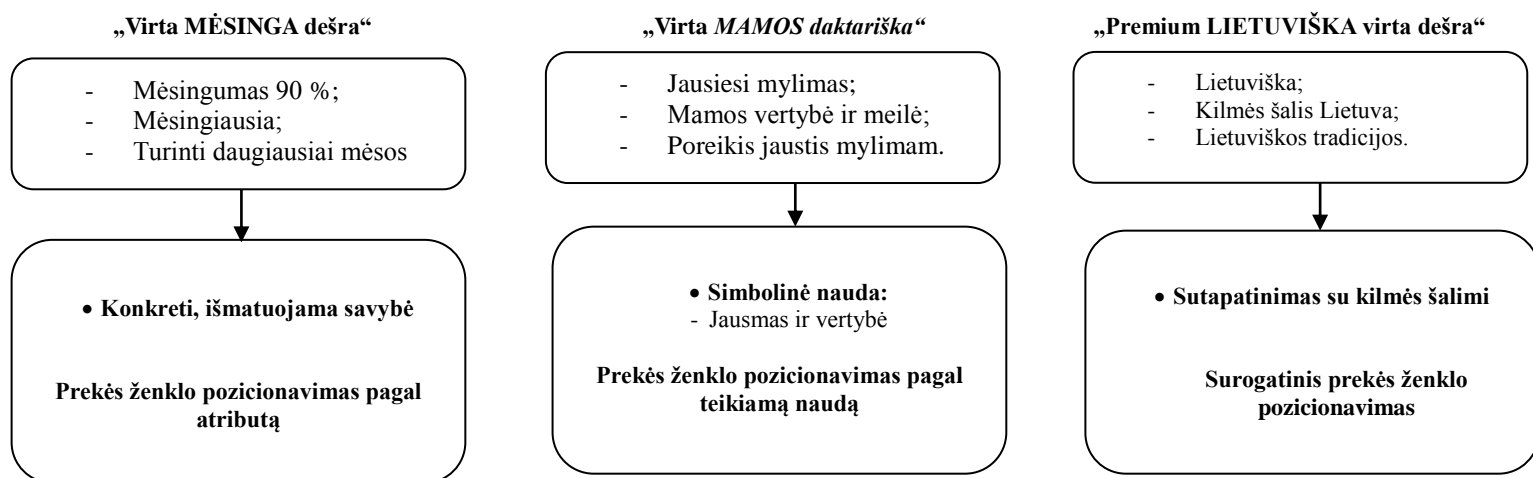 „Virta MĖSINGA dešra“
- Mėsingumas 90 %;
- Mėsingiausia;
- Turinti daugiausiai mėsos
• Konkreti, išmatuojama savybė
Prekės ženklo pozicionavimas pagal
atributą
„Virta MAMOS daktariška“
- Jausiesi mylimas;
- Mamos vertybė ir meilė;
- Poreikis jaustis mylimam.
• Simbolinė nauda:
- Jausmas ir vertybė
Prekės ženklo pozicionavimas pagal
teikiamą naudą
„Premium LIETUVIŠKA virta dešra“
- Lietuviška;
- Kilmės šalis Lietuva;
- Lietuviškos tradicijos.
• Sutapatinimas su kilmės šalimi
Surogatinis prekės ženklo
pozicionavimas